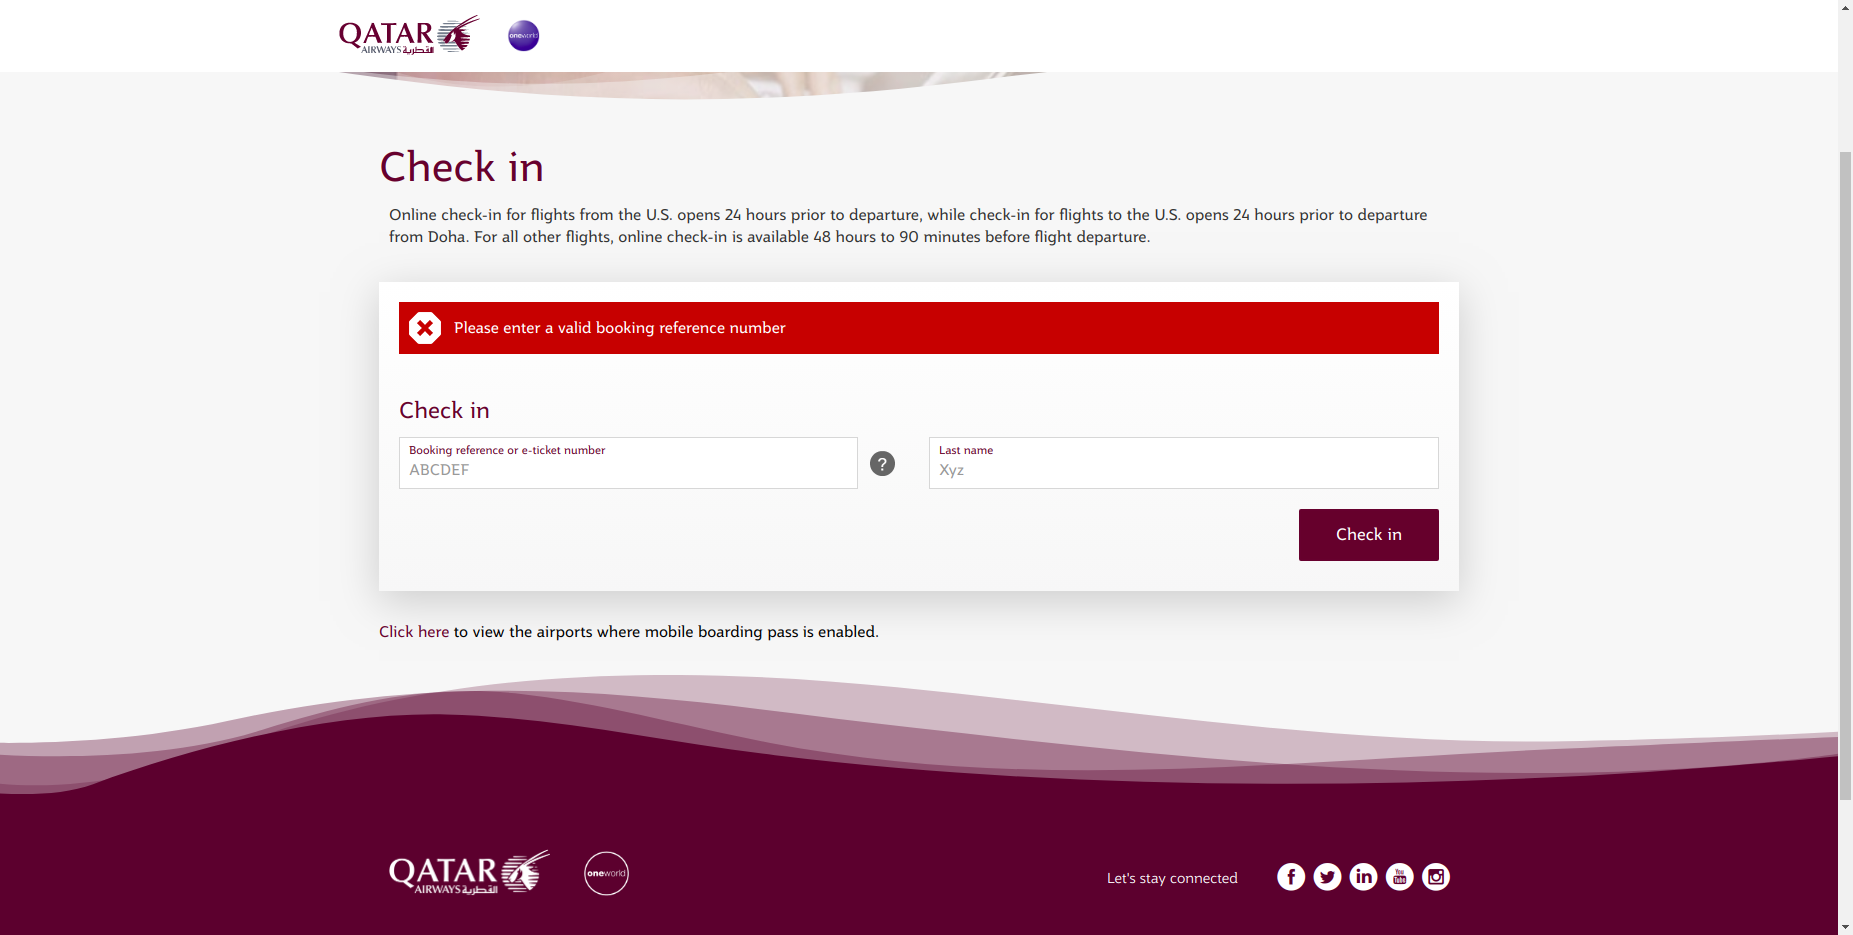 QATAR
AIRWAYS القطرية
oneworld
Check in
Online check-in for flights from the U.S. opens 24 hours prior to departure, while check-in for flights to the U.S. opens 24 hours prior to departure
from Doha. For all other flights, online check-in is available 48 hours to 90 minutes before flight departure.
Please enter a valid booking reference number
Check in
Booking reference or e-ticket number
ABCDEF
?
Last name
Xyz
Check in
Click here to view the airports where mobile boarding pass is enabled.
QATAR
AIRWAYS القطرية
oneworld
Let's stay connected
f
in
You
Tube